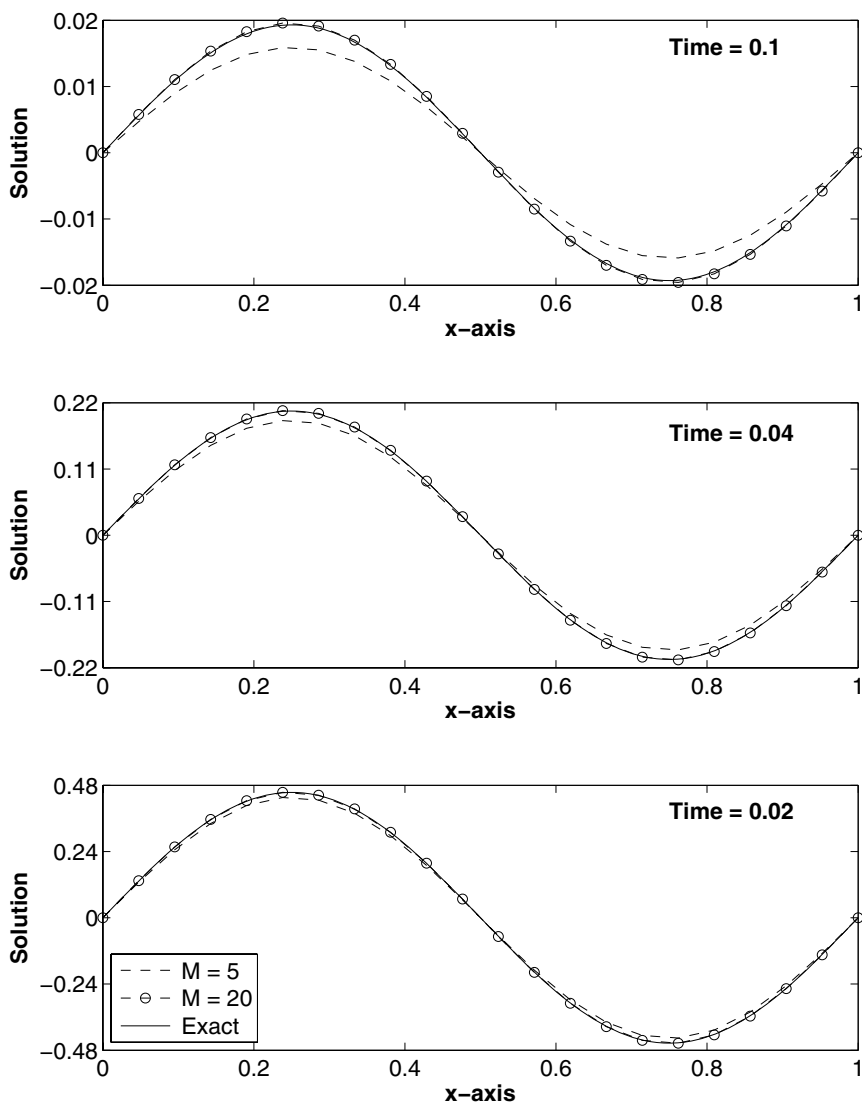 0.02
0.01
0
−0.01
−0.02
Solution
Time = 0.1
0 0.2 0.4 0.6 0.8 1
x−axis
0.22
0.11
0
−0.11
−0.22
Solution
Time = 0.04
0 0.2 0.4 0.6 0.8 1
x−axis
0.48
0.24
0
−0.24
−0.48
Solution
Time = 0.02
M = 5
M = 20
Exact
0 0.2 0.4 0.6 0.8 1
x−axis